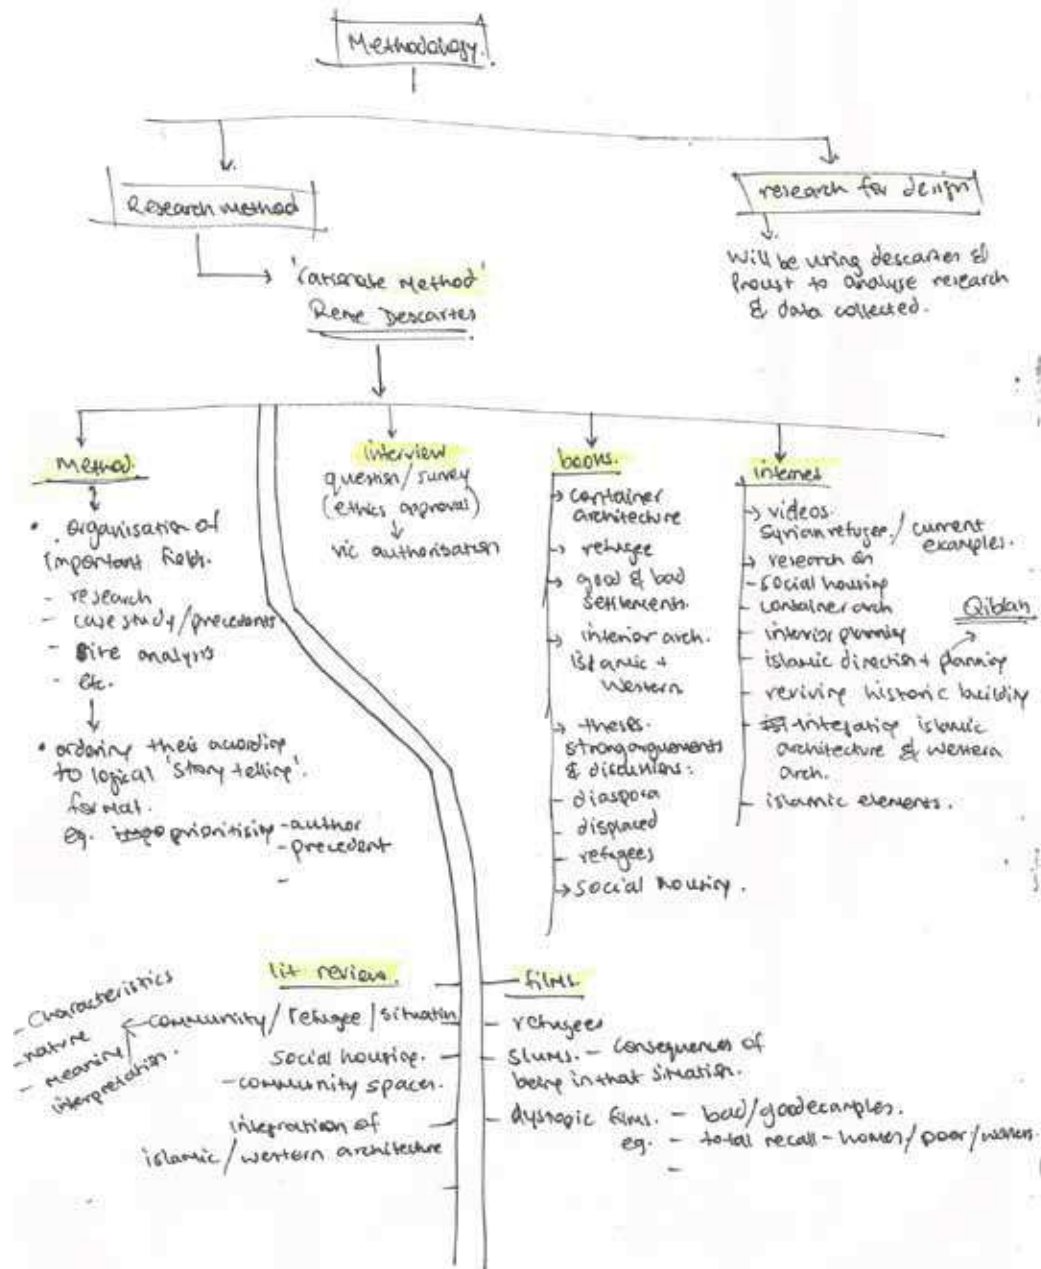 Methodology.
Research method
research for design
Will be using descartes &
Proust to analyse research
& data collected.
'Rationale Method'
Rene Descartes
Method.
• organisation of
important fields.
- research
- case study/precedents
- site analysis
- etc.
• ordering theis acording
to logical 'story telling'.
format.
eg. prioritising - author
- precedent
-
interview
question/survey
(ethics approval)
vic authorisation
books.
→ container
architecture
→ refugee
→ good & bad
settlements.
→ interior arch.
islamic +
Western
→ theses.
strong arguements
& discussions:
- diaspora
- displaced
- refugees
→ social housing.
internet
→ videos.
syrian refugee / current
examples.
→ research on
- social housing
- container arch
- interior planning
- islamic direction + planning
Qiblah
- reviving historic building
- integrating islamic
architecture & western
arch.
- islamic elements.
lit review.
community/refugee/situation
- characteristics
- nature
- meaning/
interpretation.
social housing.
- community spaces.
integration of
islamic/western architecture
films
- refugees
- slums. - consequences of
being in that situation.
- dystopic films. - bad/good examples.
eg. - total recall - homes/poor/
-